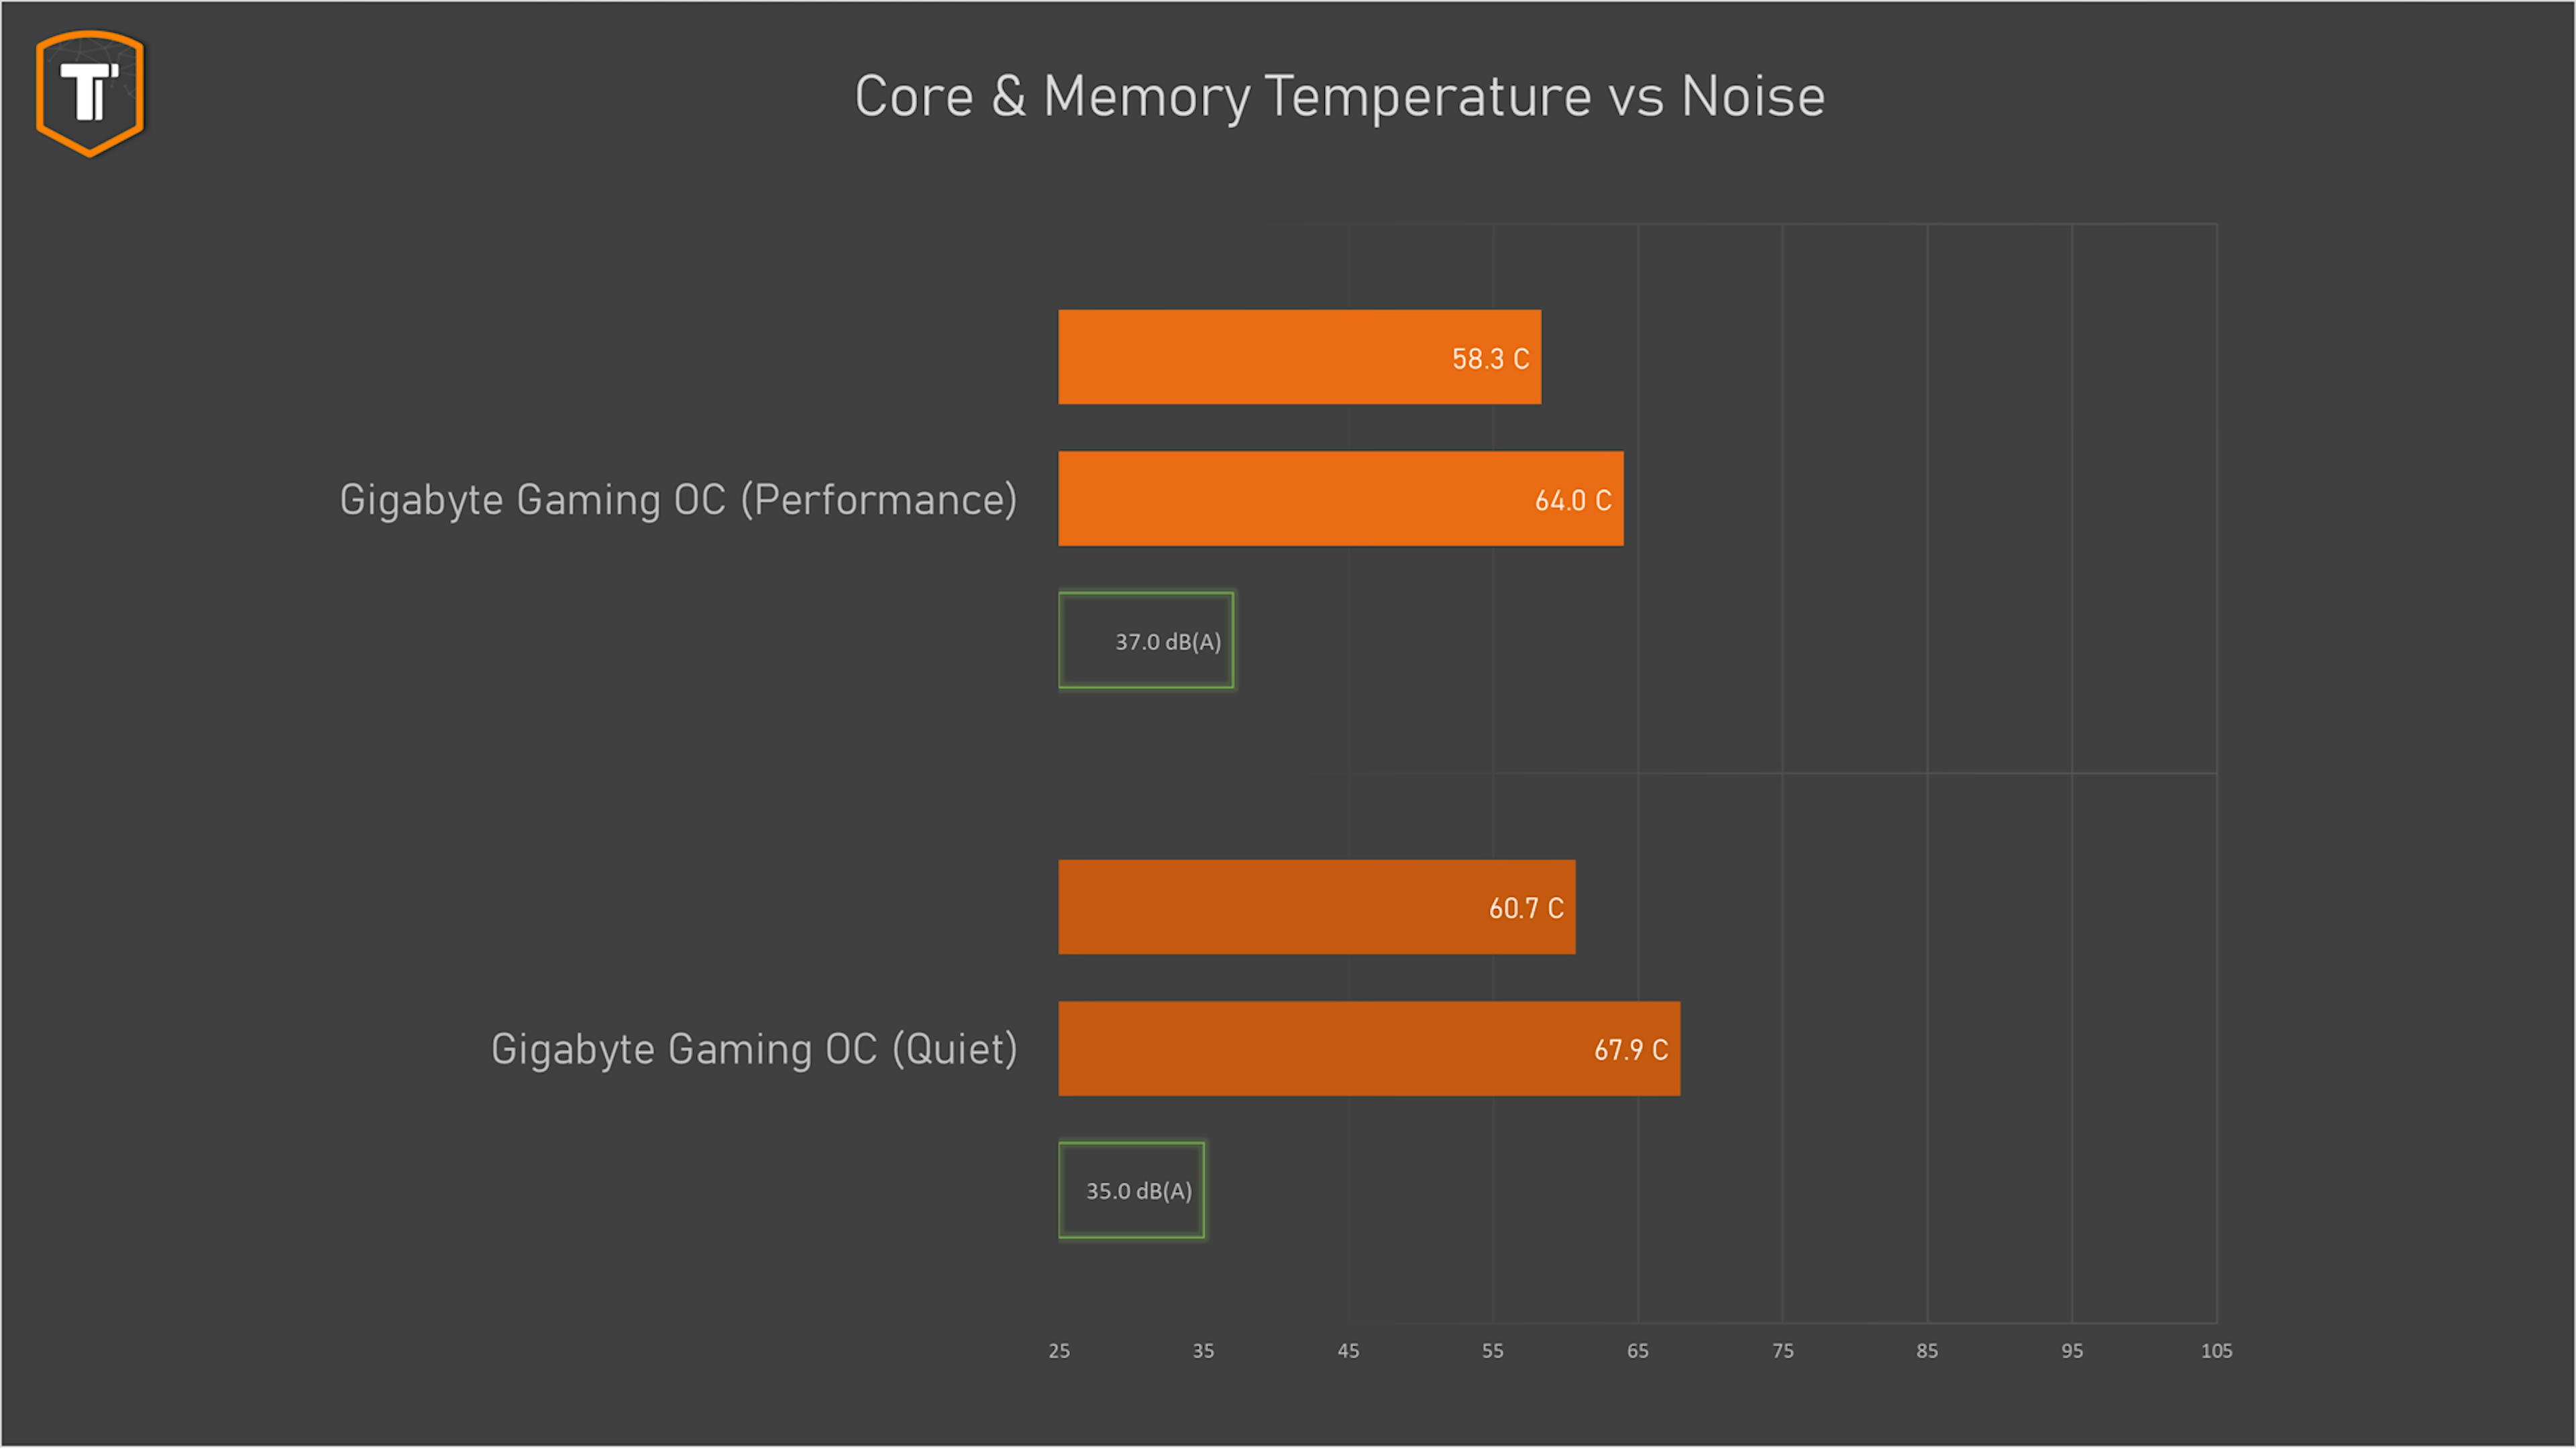 T
Core & Memory Temperature vs Noise
58.3 C
Gigabyte Gaming OC (Performance)
64.0 C
37.0 dB(A)
60.7 C
Gigabyte Gaming OC (Quiet)
67.9 C
35.0 dB(A)
25 35 45 55 65 75 85 95 105